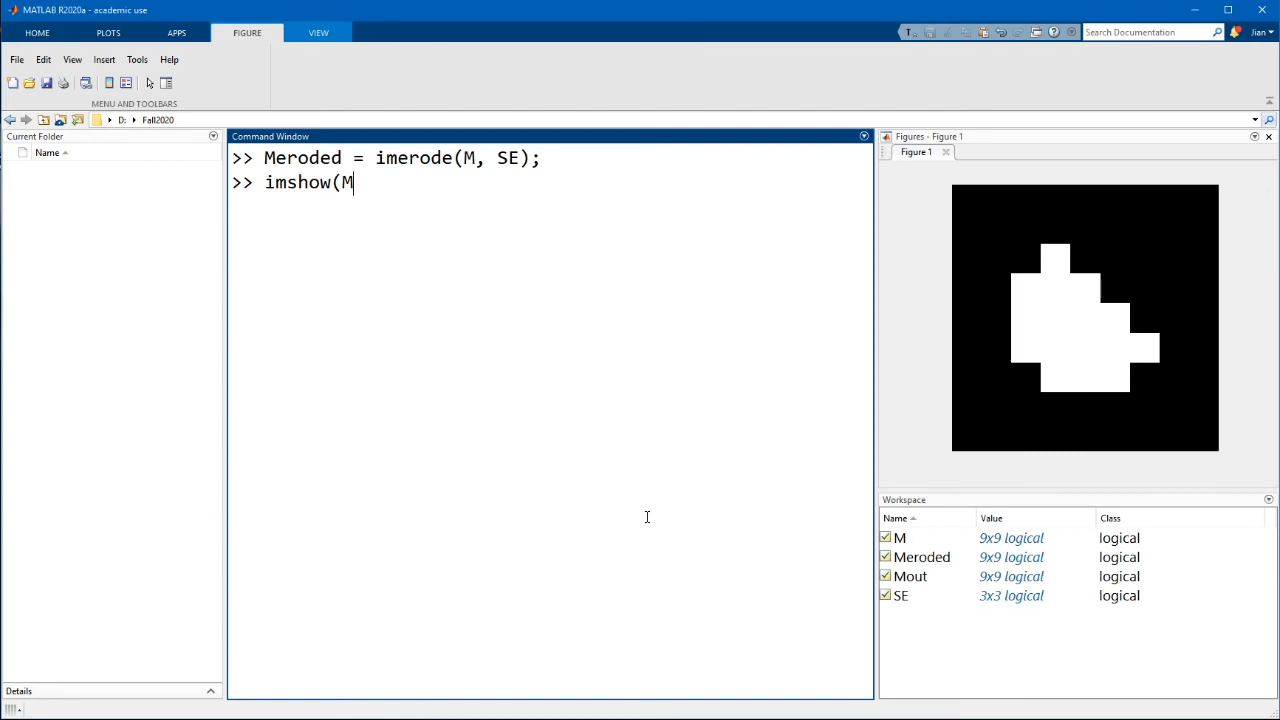 MATLAB R2020a - academic use
HOME PLOTS APPS FIGURE VIEW Search Documentation Jian
File Edit View Insert Tools Help
MENU AND TOOLBARS
D: Fall2020
Current Folder Command Window Figures - Figure 1
Name Figure 1
>> Meroded = imerode(M, SE);
>> imshow(M
Workspace
Name Value Class
M 9x9 logical logical
Meroded 9x9 logical logical
Mout 9x9 logical logical
SE 3x3 logical logical
Details